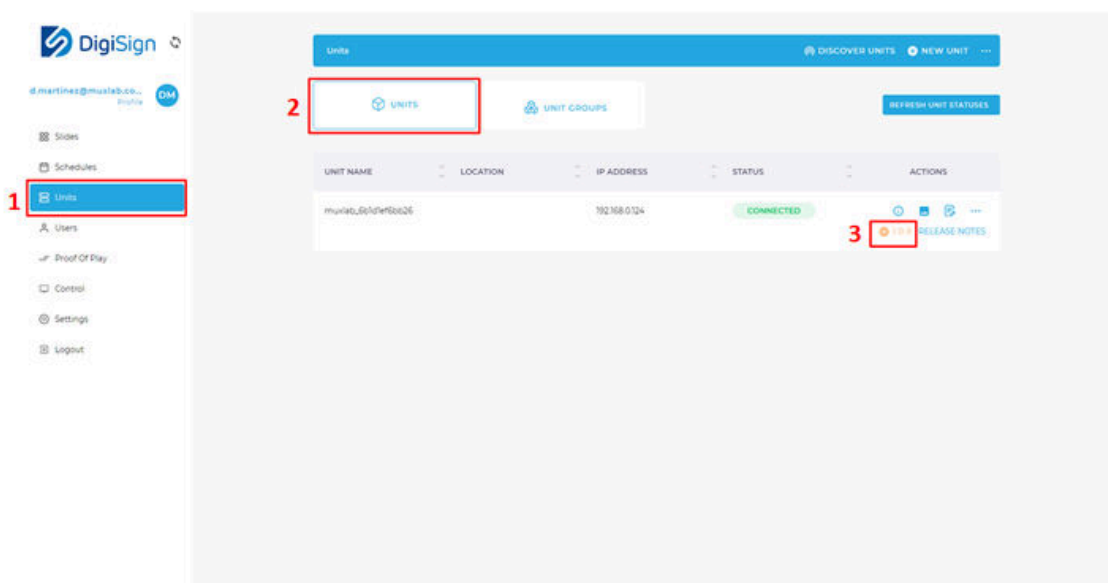 DigiSign
Units
DISCOVER UNITS NEW UNIT ...
d.martinez@muxlab.co...
Profile
DM
2
UNITS
UNIT GROUPS
REFRESH UNIT STATUSES
Slides
Schedules
1
Units
Users
Proof Of Play
Control
Settings
Logout
UNIT NAME LOCATION IP ADDRESS STATUS ACTIONS
192.168.0.124 CONNECTED ...
3
RELEASE NOTES